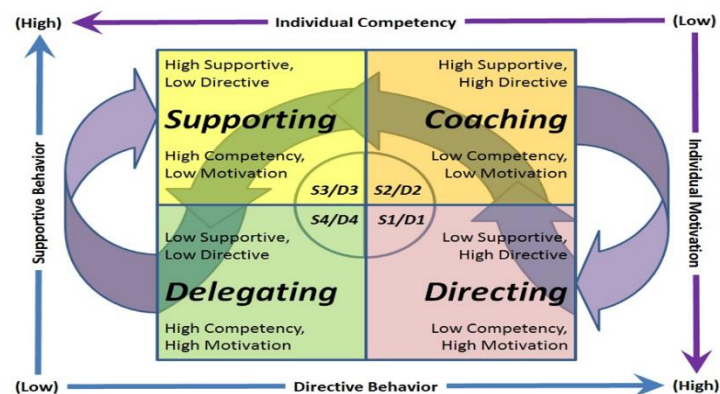 (High)
Individual Competency
(Low)
High Supportive,
Low Directive
Supporting
High Competency,
Low Motivation
S3/D3
High Supportive,
High Directive
Coaching
Low Competency,
Low Motivation
S2/D2
Supportive Behavior
Individual Motivation
S4/D4
Low Supportive,
Low Directive
Delegating
High Competency,
High Motivation
S1/D1
Low Supportive,
High Directive
Directing
Low Competency,
High Motivation
(Low)
Directive Behavior
(High)